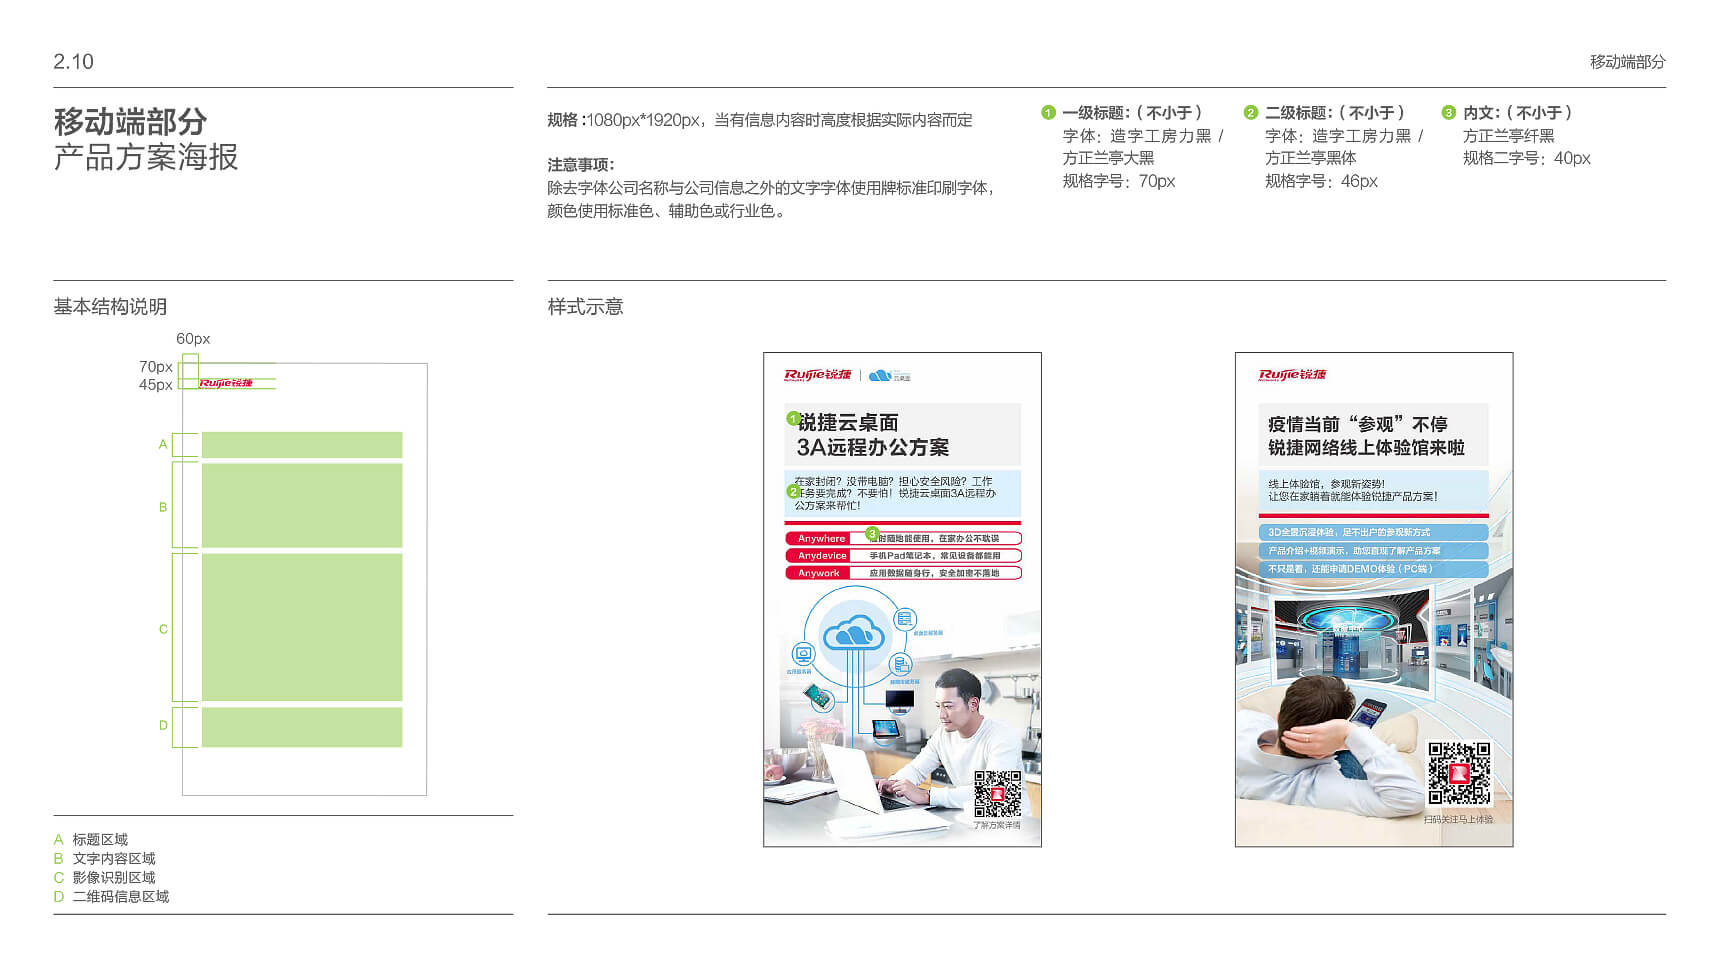 2.10
移动端部分
移动端部分
产品方案海报
规格：1080px*1920px，当有信息内容时高度根据实际内容而定
注意事项：
除去字体公司名称与公司信息之外的文字字体使用牌标准印刷字体，
颜色使用标准色、辅助色或行业色。
1 一级标题：（不小于）
字体：造字工房力黑 /
方正兰亭大黑
规格字号：70px
2 二级标题：（不小于）
字体：造字工房力黑 /
方正兰亭黑体
规格字号：46px
3 内文：（不小于）
方正兰亭纤黑
规格二字号：40px
基本结构说明
60px
70px
45px
Ruijie锐捷
A
B
C
D
A 标题区域
B 文字内容区域
C 影像识别区域
D 二维码信息区域
样式示意
Ruijie锐捷 | 云桌面
1
锐捷云桌面
3A远程办公方案
在家封闭？没带电脑？担心安全风险？工作
2
务要完成？不要怕！锐捷云桌面3A远程办
公方案来帮忙！
3
Anywhere 时随地能使用，在家办公不耽误
Anydevice 手机Pad笔记本，常见设备都能用
Anywork 应用数据随身行，安全加密不落地
了解方案详情
Ruijie锐捷
疫情当前“参观”不停
锐捷网络线上体验馆来啦
线上体验馆，参观新姿势！
让您在家躺着就能体验锐捷产品方案！
3D全景沉浸体验，足不出户的参观新方式
产品介绍+视频演示，助您直观了解产品方案
不只是看，还能申请DEMO体验（PC端）
扫码关注马上体验